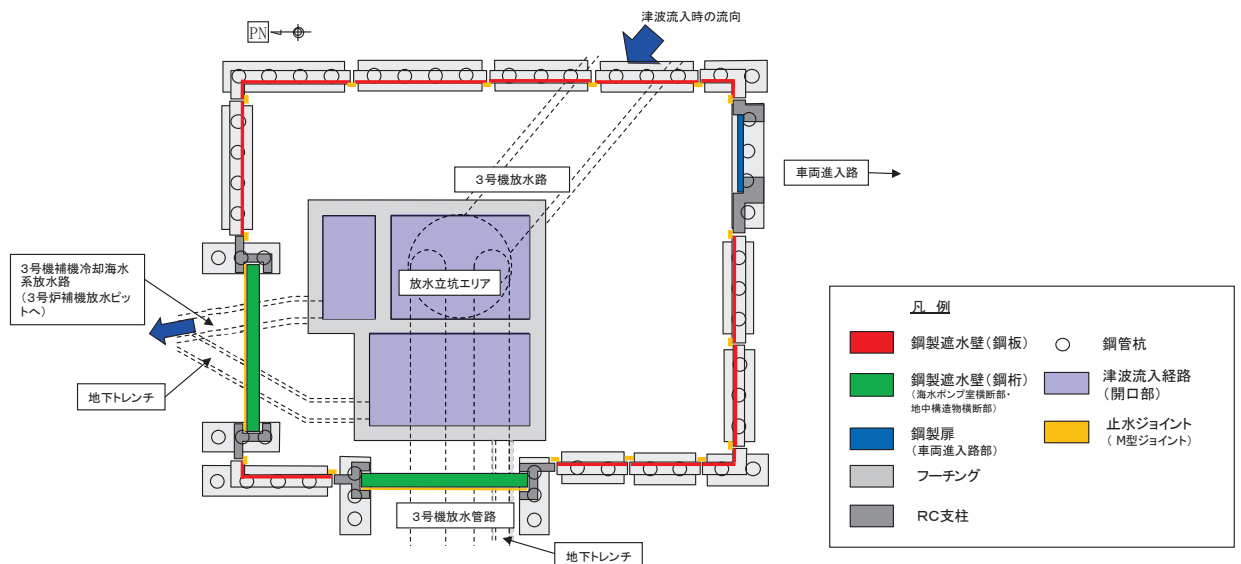 津波流入時の流向
PN
3号機放水路
車両進入路
3号機補機冷却海水
系放水路
(3号炉補機放水ピッ
トへ)
放水立坑エリア
地下トレンチ
3号機放水管路
地下トレンチ
凡 例
鋼製遮水壁(鋼板)
鋼管杭
鋼製遮水壁(鋼桁)
(海水ポンプ室横断部・
地中構造物横断部)
津波流入経路
(開口部)
鋼製扉
(車両進入路部)
止水ジョイント
(M型ジョイント)
フーチング
RC支柱